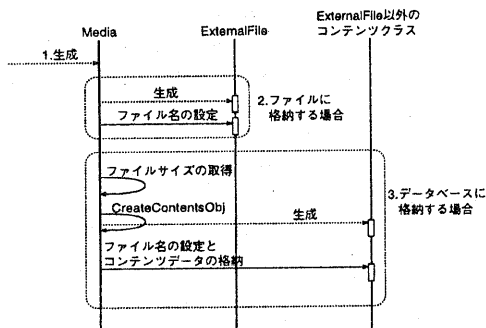 ExternalFile以外の
コンテンツクラス
Media
ExternalFile
1.生成
生成
ファイル名の設定
2.ファイルに
格納する場合
ファイルサイズの取得
CreateContentsObj
生成
3.データベースに
格納する場合
ファイル名の設定と
コンテンツデータの格納